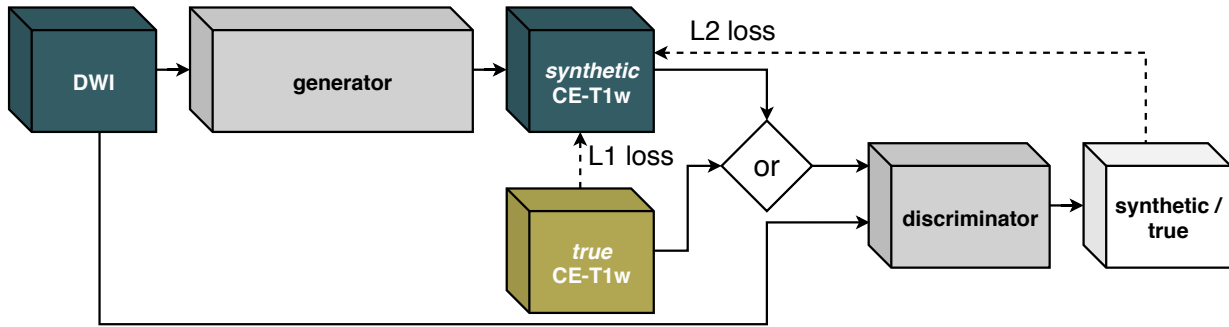 DWI
generator
synthetic
CE-T1w
L2 loss
L1 loss
or
true
CE-T1w
discriminator
synthetic /
true